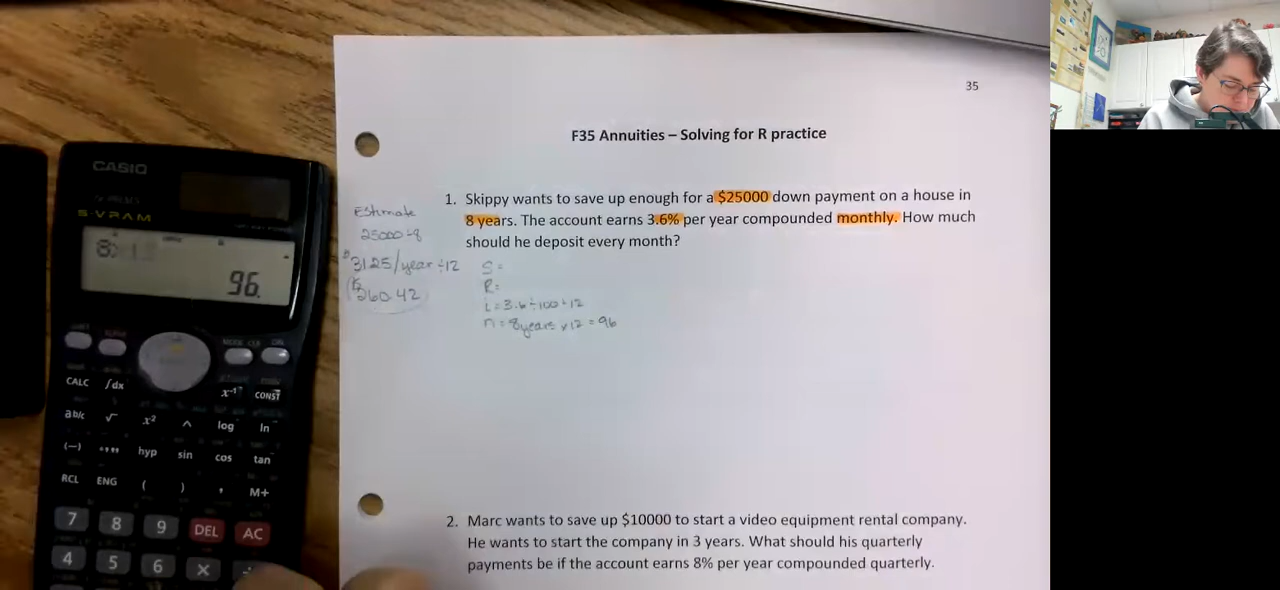 35
F35 Annuities – Solving for R practice
1. Skippy wants to save up enough for a $25000 down payment on a house in
8 years. The account earns 3.6% per year compounded monthly. How much
should he deposit every month?
Estimate
25000÷8
$3125/year÷12
$260.42
S=
R=
i=3.6÷100÷12
n=8years×12=96
2. Marc wants to save up $10000 to start a video equipment rental company.
He wants to start the company in 3 years. What should his quarterly
payments be if the account earns 8% per year compounded quarterly.
CASIO
S-V.P.A.M.
96.
CALC ∫dx x⁻¹ CONST
ab/c √ x² ^ log ln
(–) °,,, hyp sin cos tan
RCL ENG ( ) , M+
7 8 9 DEL AC
4 5 6 ×